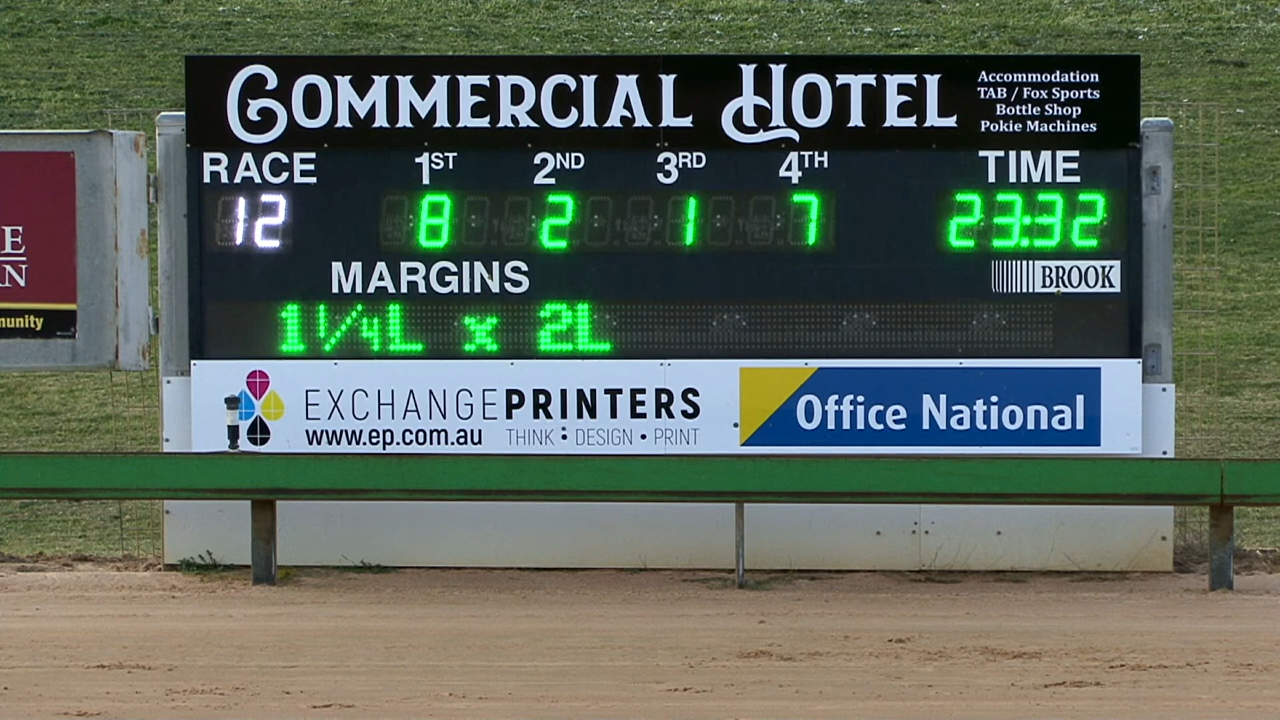 COMMERCIAL HOTEL
Accommodation
TAB / Fox Sports
Bottle Shop
Pokie Machines
RACE 1ST 2ND 3RD 4TH TIME
12 8 2 1 7 23:32
MARGINS
BROOK
1 1/4L x 2L
E
N
munity
EXCHANGEPRINTERS
www.ep.com.au THINK : DESIGN • PRINT
Office National